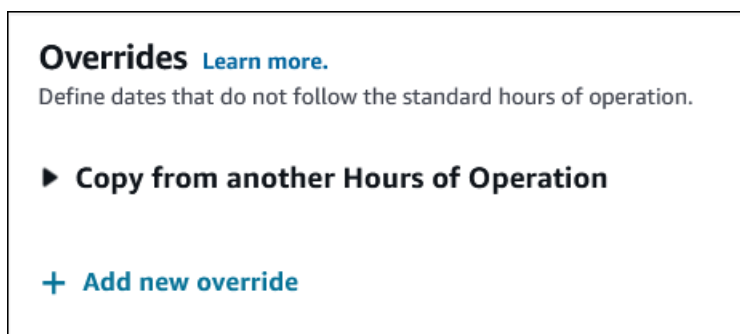 Overrides Learn more.
Define dates that do not follow the standard hours of operation.
Copy from another Hours of Operation
+ Add new override